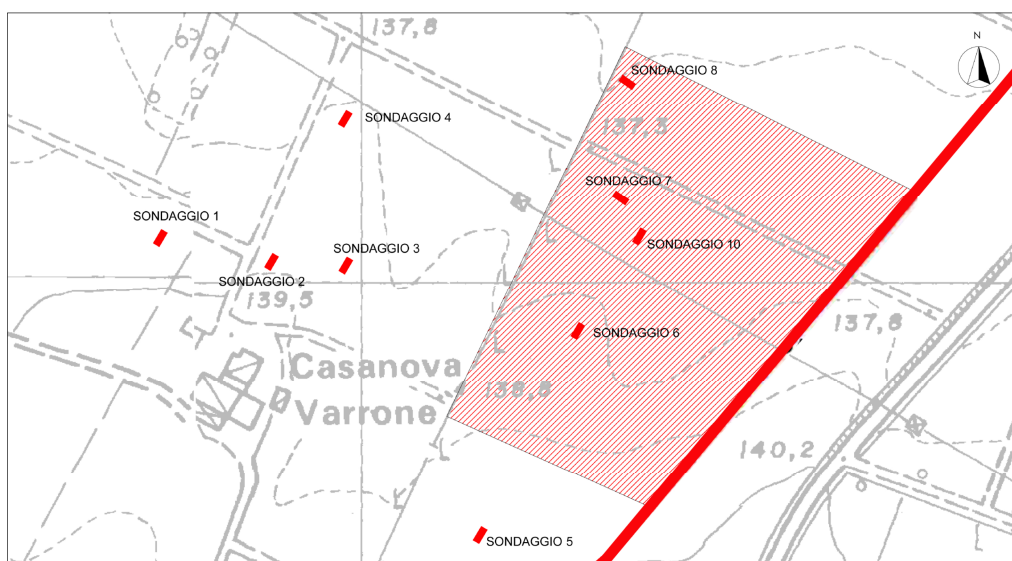 137,8
N
SONDAGGIO 8
SONDAGGIO 4
137,3
SONDAGGIO 7
SONDAGGIO 1
SONDAGGIO 10
SONDAGGIO 3
SONDAGGIO 2
139,5
137,8
SONDAGGIO 6
Casanova
Varrone
138,8
140,2
SONDAGGIO 5